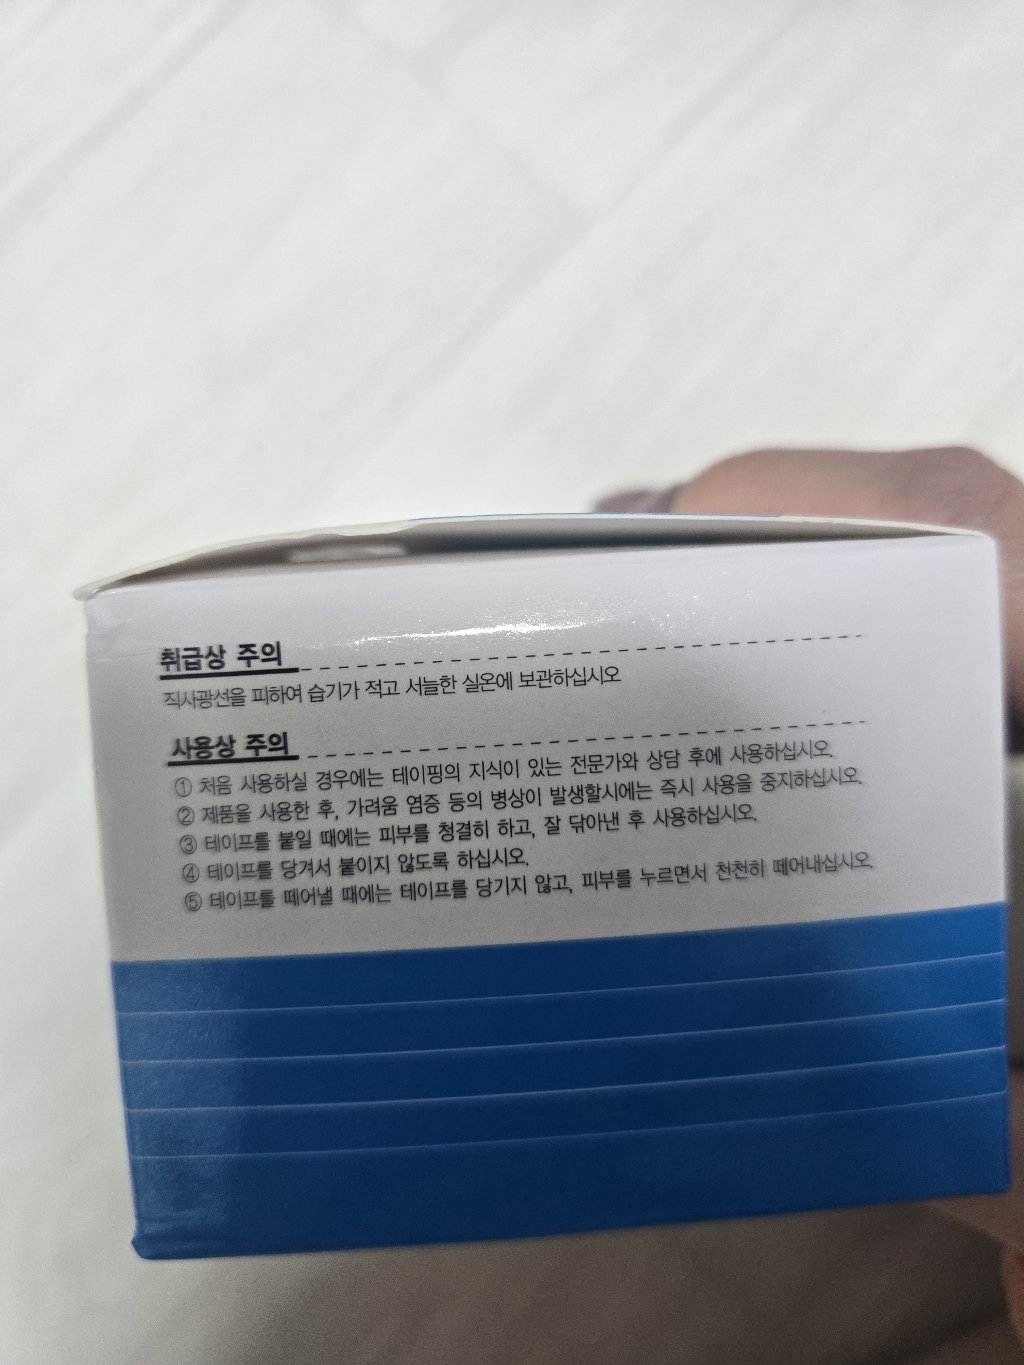 취급상 주의
직사광선을 피하여 습기가 적고 서늘한 실온에 보관하십시오
사용상 주의
① 처음 사용하실 경우에는 테이핑의 지식이 있는 전문가와 상담 후에 사용하십시오.
② 제품을 사용한 후, 가려움 염증 등의 병상이 발생할시에는 즉시 사용을 중지하십시오.
③ 테이프를 붙일 때에는 피부를 청결히 하고, 잘 닦아낸 후 사용하십시오.
④ 테이프를 당겨서 붙이지 않도록 하십시오.
⑤ 테이프를 떼어낼 때에는 테이프를 당기지 않고, 피부를 누르면서 천천히 떼어내십시오.